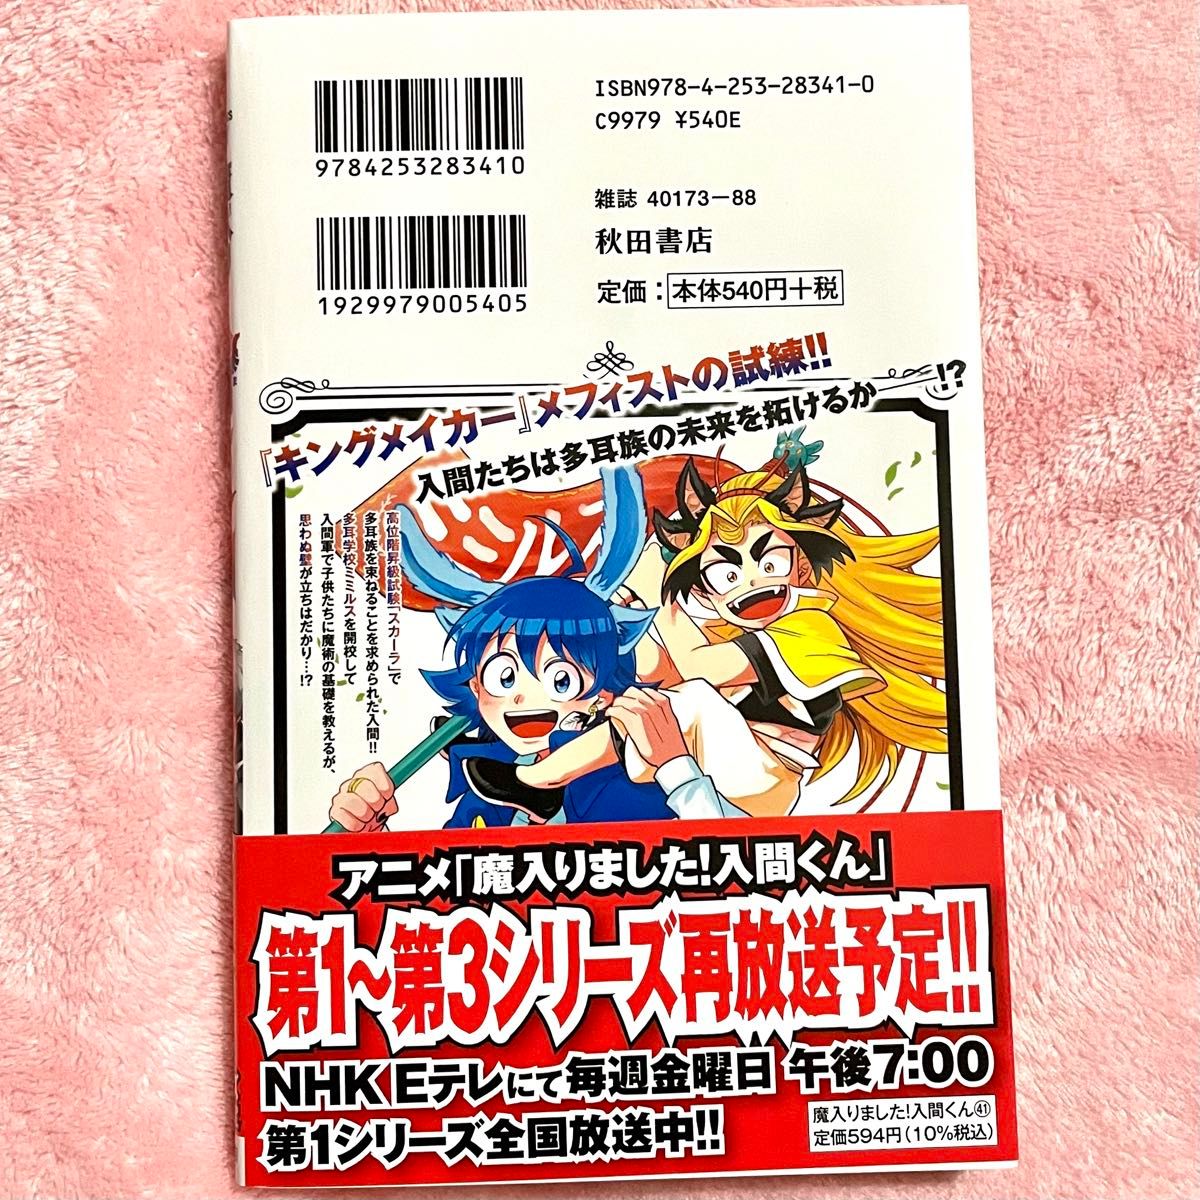 ISBN978-4-253-28341-0
C9979 ¥540E
9784253283410
雑誌 40173-88
秋田書店
1929979005405
定価：本体540円+税
『キングメイカー』メフィストの試練!!
入間たちは多耳族の未来を拓けるか──!?
高位階昇級試験「スカーラ」で
多耳族を束ねることを求められた入間!!
多耳学校ミミルスを開校して
入間軍で子供たちに魔術の基礎を教えるが、
思わぬ壁が立ちはだかり…!?
アニメ「魔入りました!入間くん」
第1~第3シリーズ再放送予定!!
NHK Eテレにて毎週金曜日 午後7:00
第1シリーズ全国放送中!!
魔入りました!入間くん㊶
定価594円(10%税込)